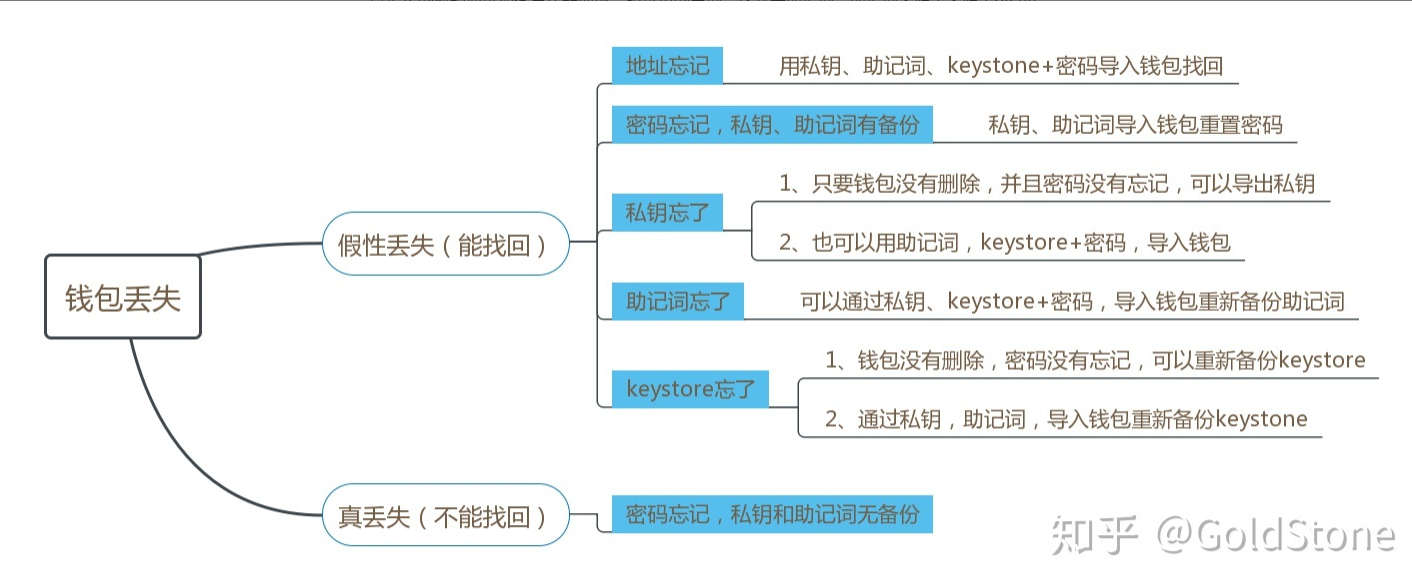 钱包丢失
假性丢失（能找回）
地址忘记
用私钥、助记词、keystone+密码导入钱包找回
密码忘记，私钥、助记词有备份
私钥、助记词导入钱包重置密码
私钥忘了
1、只要钱包没有删除，并且密码没有忘记，可以导出私钥
2、也可以用助记词，keystore+密码，导入钱包
助记词忘了
可以通过私钥、keystore+密码，导入钱包重新备份助记词
keystore忘了
1、钱包没有删除，密码没有忘记，可以重新备份keystore
2、通过私钥，助记词，导入钱包重新备份keystone
真丢失（不能找回）
密码忘记，私钥和助记词无备份
知乎 @GoldStone